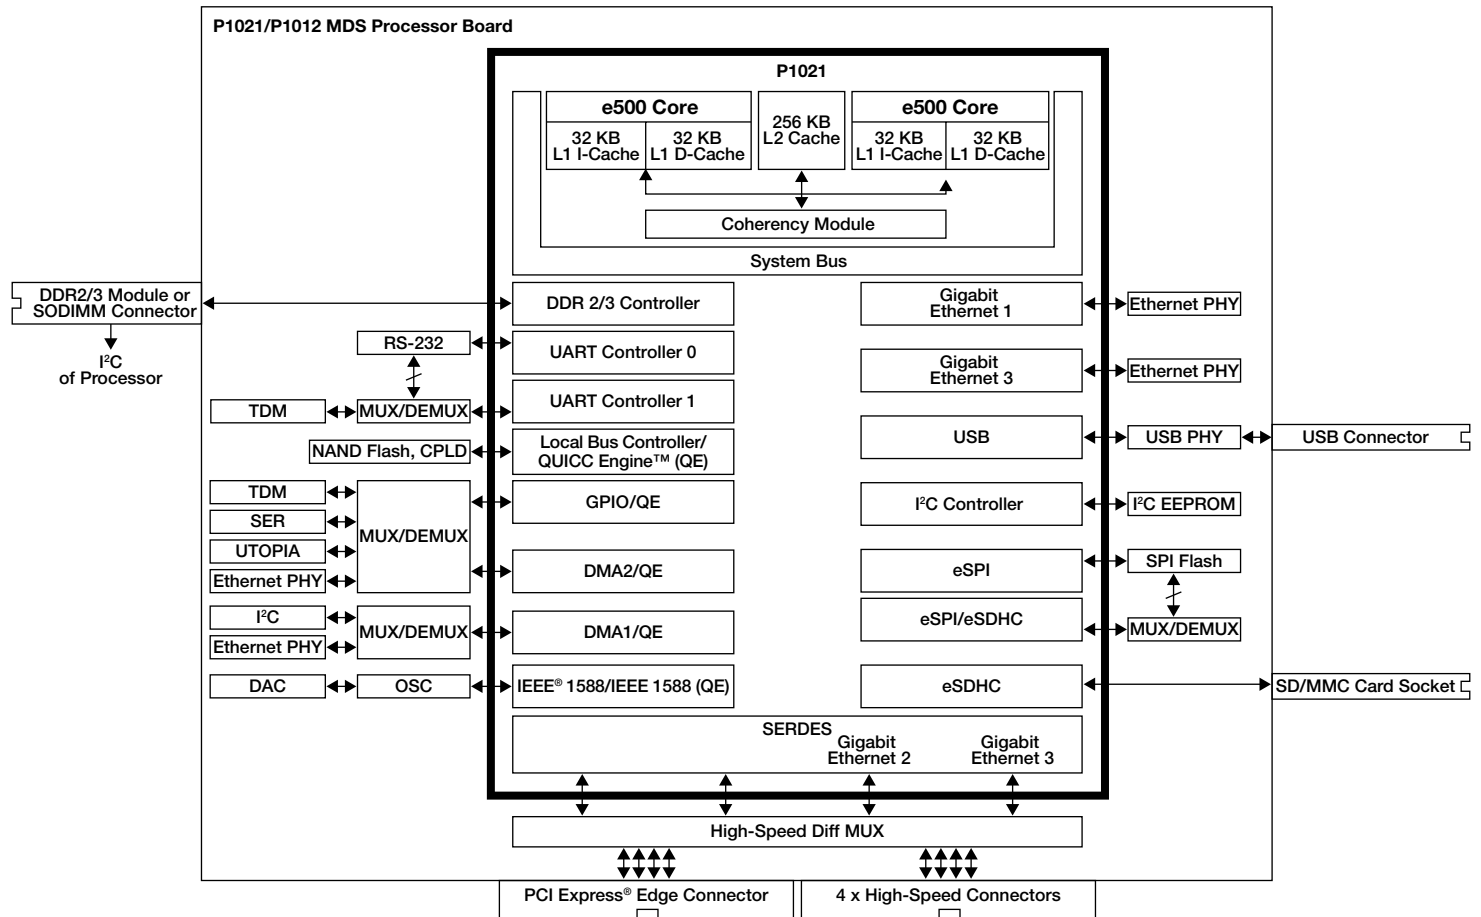 P1021/P1012 MDS Processor Board
P1021
e500 Core
32 KB
L1 I-Cache
32 KB
L1 D-Cache
256 KB
L2 Cache
e500 Core
32 KB
L1 I-Cache
32 KB
L1 D-Cache
Coherency Module
System Bus
DDR2/3 Module or
SODIMM Connector
I²C
of Processor
DDR 2/3 Controller
RS-232
UART Controller 0
TDM
MUX/DEMUX
UART Controller 1
NAND Flash, CPLD
Local Bus Controller/
QUICC Engine™ (QE)
TDM
SER
UTOPIA
Ethernet PHY
MUX/DEMUX
GPIO/QE
DMA2/QE
I²C
Ethernet PHY
MUX/DEMUX
DMA1/QE
DAC
OSC
IEEE® 1588/IEEE 1588 (QE)
Gigabit
Ethernet 1
Ethernet PHY
Gigabit
Ethernet 3
Ethernet PHY
USB
USB PHY
USB Connector
I²C Controller
I²C EEPROM
eSPI
SPI Flash
eSPI/eSDHC
MUX/DEMUX
eSDHC
SD/MMC Card Socket
SERDES
Gigabit
Ethernet 2
Gigabit
Ethernet 3
High-Speed Diff MUX
PCI Express® Edge Connector
4 x High-Speed Connectors